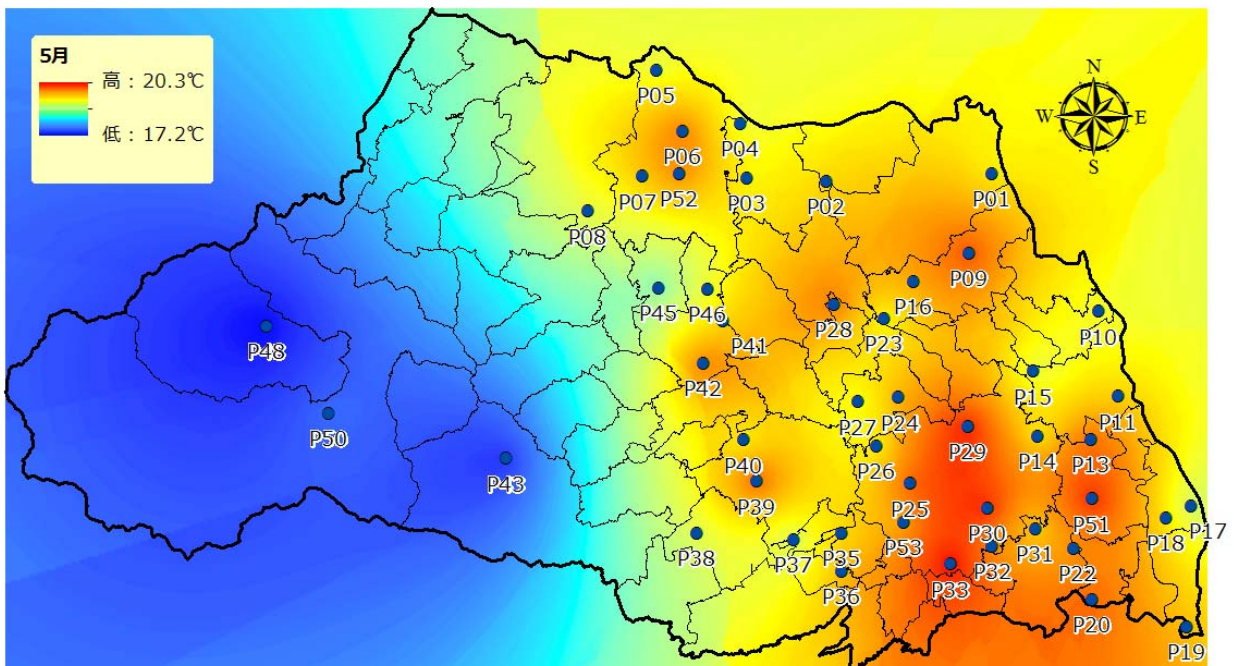 5月
高：20.3℃
低：17.2℃
N
W E
S
P05
P06
P04
P07 P52 P03 P02 P01
P08
P09
P45 P46 P16
P28 P23 P10
P48 P41
P42 P15
P50 P27 P24 P11
P29
P43 P40 P26 P14 P13
P39 P25
P51
P38 P37 P35 P53 P30 P31 P18 P17
P36 P33 P32 P22
P20
P19